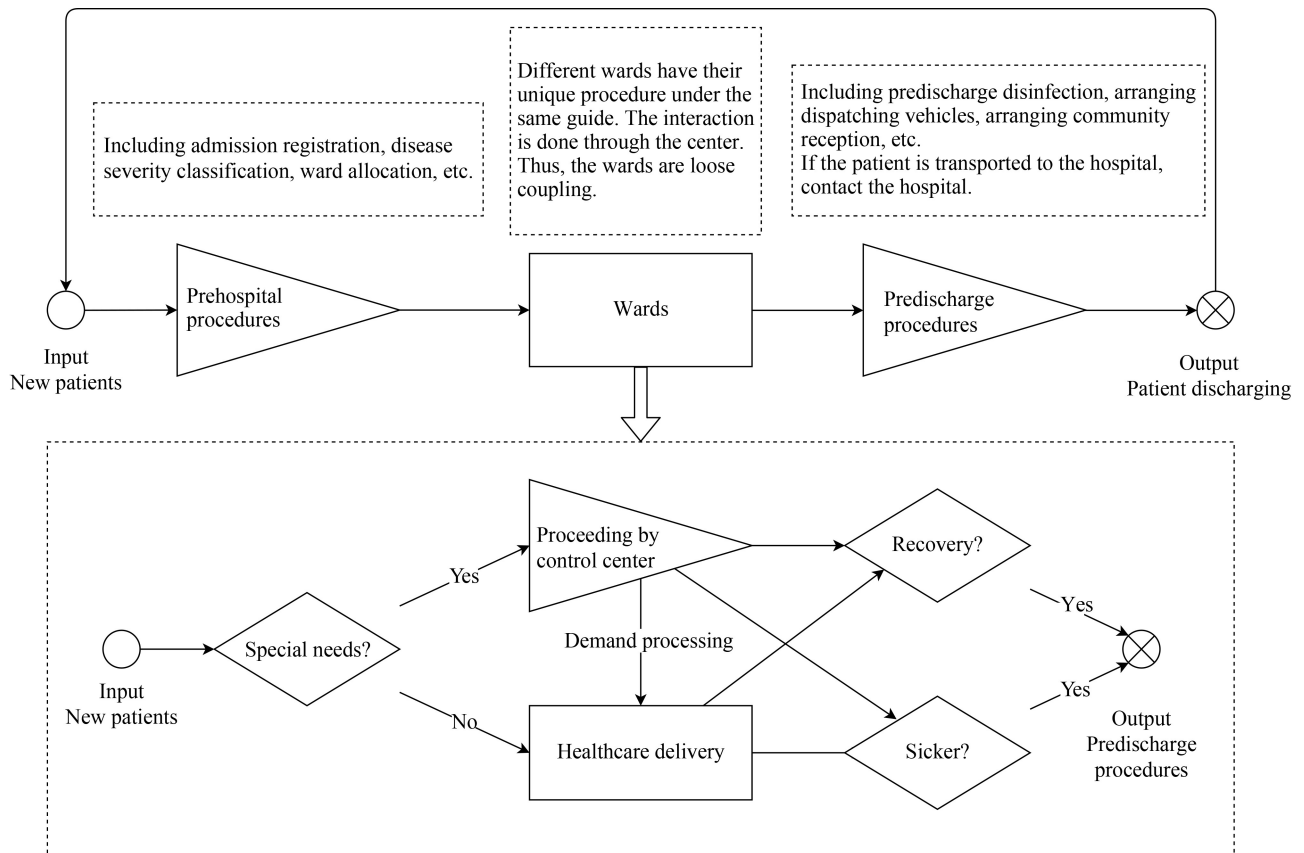 Including admission registration, disease
severity classification, ward allocation, etc.
Different wards have their
unique procedure under the
same guide. The interaction
is done through the center.
Thus, the wards are loose
coupling.
Including predischarge disinfection, arranging
dispatching vehicles, arranging community
reception, etc.
If the patient is transported to the hospital,
contact the hospital.
Prehospital
procedures
Wards
Predischarge
procedures
Input
New patients
Output
Patient discharging
Proceeding by
control center
Recovery?
Yes
Yes
Special needs?
Demand processing
Input
New patients
No
Yes
Healthcare delivery
Sicker?
Output
Predischarge
procedures